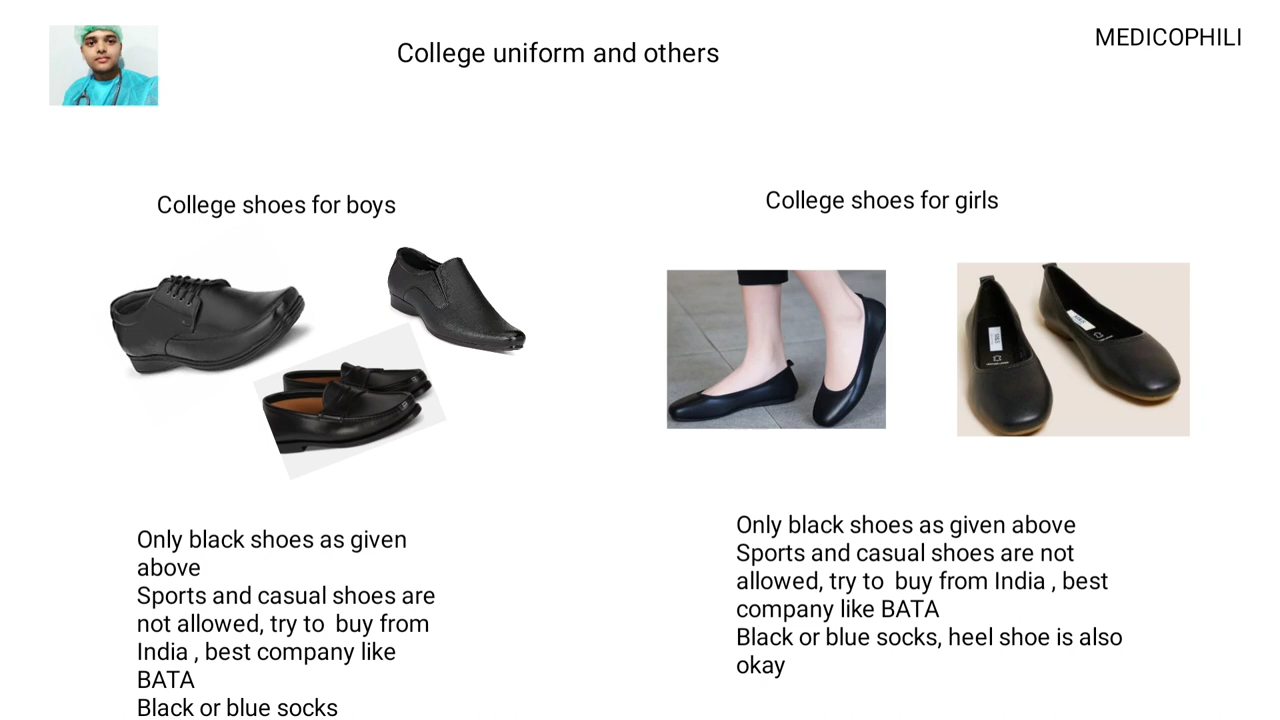 College uniform and others
MEDICOPHILI
College shoes for boys
College shoes for girls
Only black shoes as given
above
Sports and casual shoes are
not allowed, try to  buy from
India , best company like
BATA
Black or blue socks
Only black shoes as given above
Sports and casual shoes are not
allowed, try to  buy from India , best
company like BATA
Black or blue socks, heel shoe is also
okay